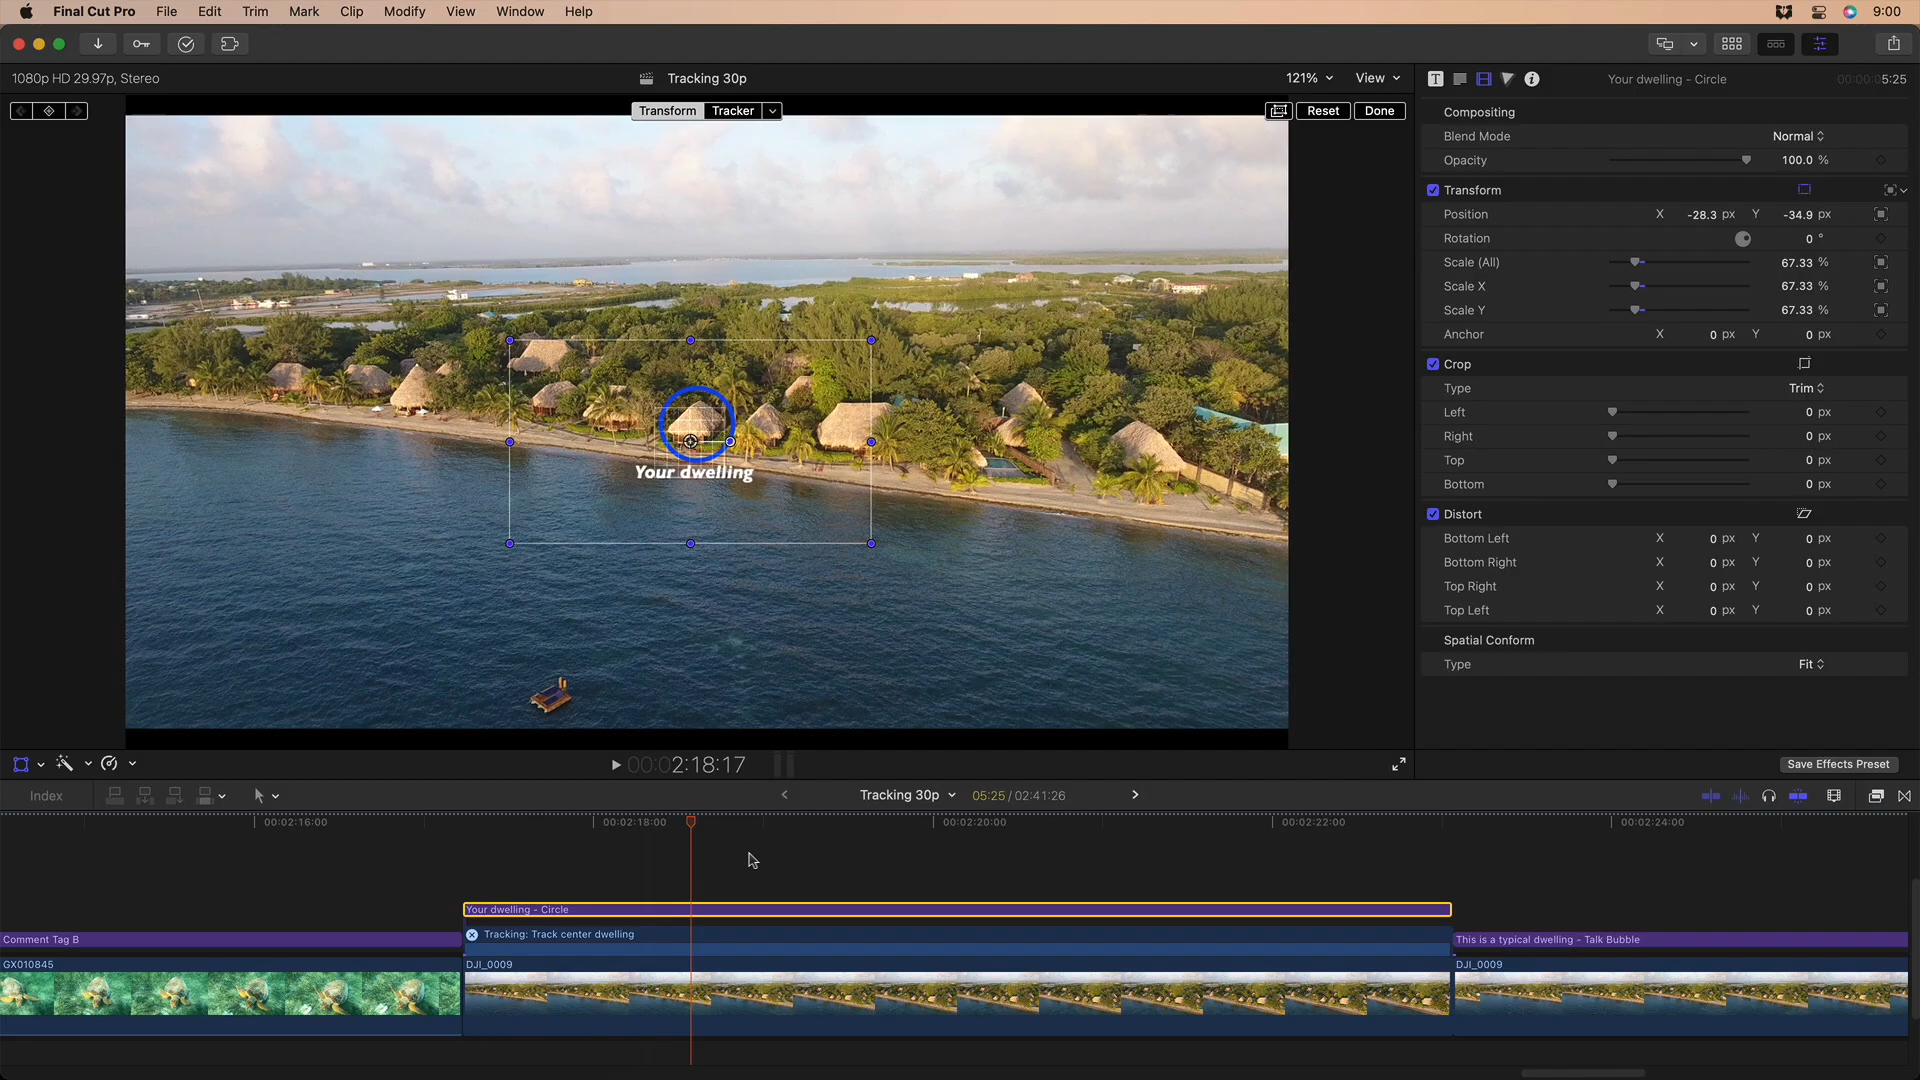 Final Cut Pro File Edit Trim Mark Clip Modify View Window Help 9:00
1080p HD 29.97p, Stereo Tracking 30p 121% View Your dwelling - Circle 00:00:05:25
Transform Tracker Reset Done
Compositing
Blend Mode Normal
Opacity 100.0 %
Transform
Position X -28.3 px Y -34.9 px
Rotation 0 °
Scale (All) 67.33 %
Scale X 67.33 %
Scale Y 67.33 %
Anchor X 0 px Y 0 px
Crop
Type Trim
Left 0 px
Right 0 px
Top 0 px
Bottom 0 px
Distort
Bottom Left X 0 px Y 0 px
Bottom Right X 0 px Y 0 px
Top Right X 0 px Y 0 px
Top Left X 0 px Y 0 px
Spatial Conform
Type Fit
Your dwelling
00:02:18:17 Save Effects Preset
Index Tracking 30p 05:25 / 02:41:26
00:02:16:00 00:02:18:00 00:02:20:00 00:02:22:00 00:02:24:00
Your dwelling - Circle
Tracking: Track center dwelling
Comment Tag B This is a typical dwelling - Talk Bubble
GX010845 DJI_0009 DJI_0009